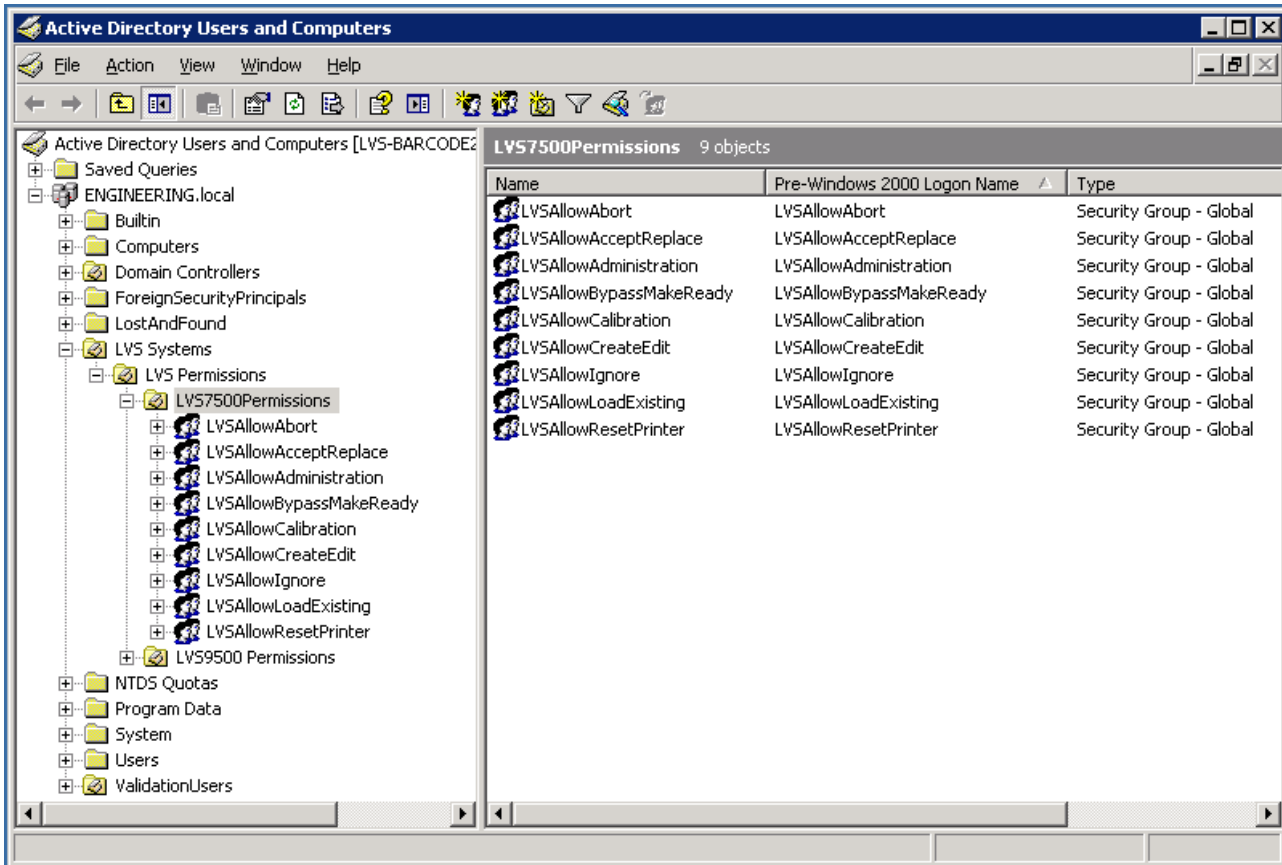 Active Directory Users and Computers
File Action View Window Help
Active Directory Users and Computers [LVS-BARCODE2
Saved Queries
ENGINEERING.local
Builtin
Computers
Domain Controllers
ForeignSecurityPrincipals
LostAndFound
LVS Systems
LVS Permissions
LVS7500Permissions
LVSAllowAbort
LVSAllowAcceptReplace
LVSAllowAdministration
LVSAllowBypassMakeReady
LVSAllowCalibration
LVSAllowCreateEdit
LVSAllowIgnore
LVSAllowLoadExisting
LVSAllowResetPrinter
LVS9500 Permissions
NTDS Quotas
Program Data
System
Users
ValidationUsers
LVS7500Permissions 9 objects
Name Pre-Windows 2000 Logon Name Type
LVSAllowAbort LVSAllowAbort Security Group - Global
LVSAllowAcceptReplace LVSAllowAcceptReplace Security Group - Global
LVSAllowAdministration LVSAllowAdministration Security Group - Global
LVSAllowBypassMakeReady LVSAllowBypassMakeReady Security Group - Global
LVSAllowCalibration LVSAllowCalibration Security Group - Global
LVSAllowCreateEdit LVSAllowCreateEdit Security Group - Global
LVSAllowIgnore LVSAllowIgnore Security Group - Global
LVSAllowLoadExisting LVSAllowLoadExisting Security Group - Global
LVSAllowResetPrinter LVSAllowResetPrinter Security Group - Global